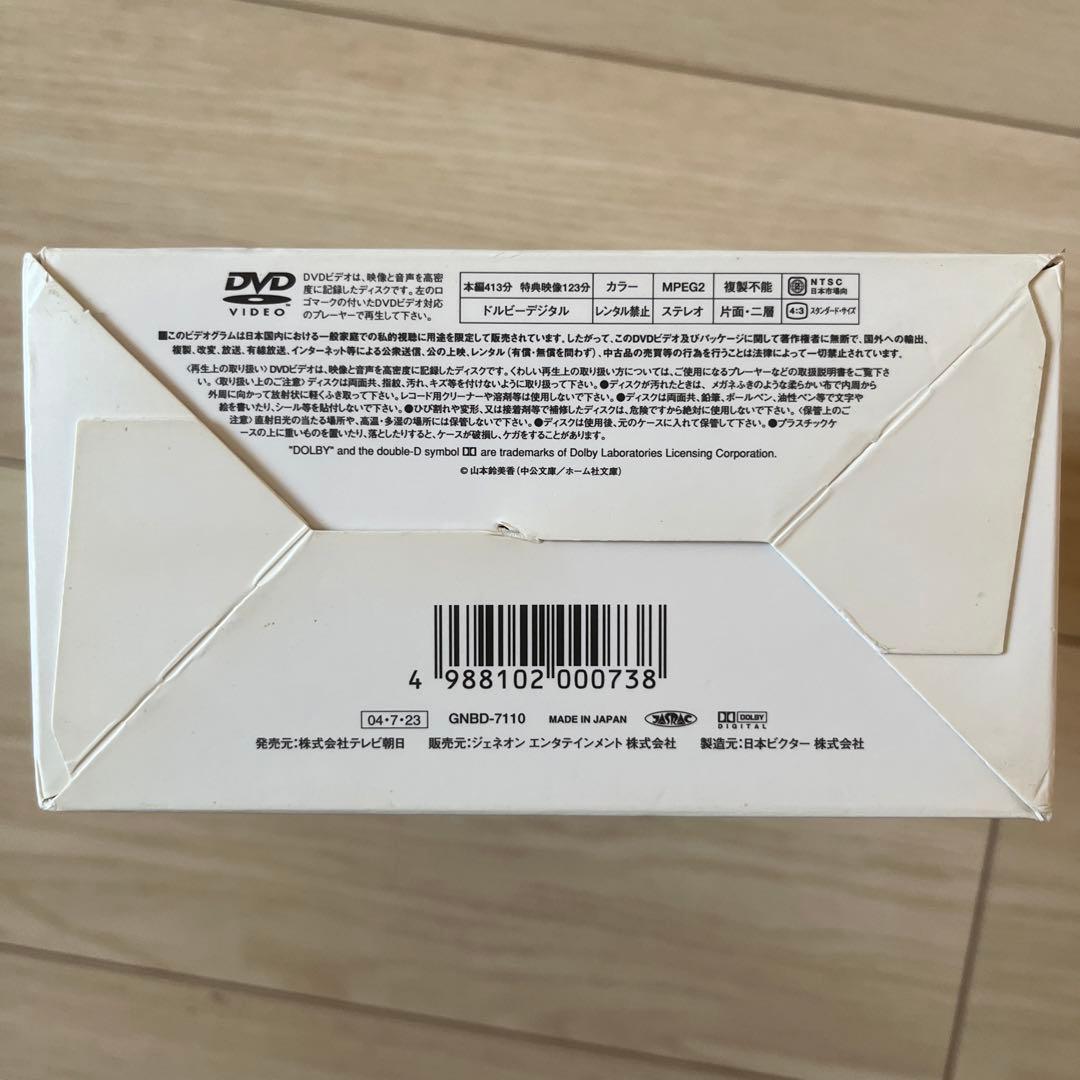 DVD
VIDEO
DVDビデオは、映像と音声を高密
度に記録したディスクです。左のロ
ゴマークの付いたDVDビデオ対応
のプレーヤーで再生して下さい。
本編413分 特典映像123分 カラー MPEG2 複製不能 2 NTSC 日本市場向
ドルビーデジタル レンタル禁止 ステレオ 片面・二層 4:3 スタンダード・サイズ
■このビデオグラムは日本国内における一般家庭での私的視聴に用途を限定して販売されています。したがって、このDVDビデオ及びパッケージに関して著作権者に無断で、国外への輸出、
複製、改変、放送、有線放送、インターネット等による公衆送信、公の上映、レンタル(有償・無償を問わず)、中古品の売買等の行為を行うことは法律によって一切禁止されています。
〈再生上の取り扱い〉DVDビデオは、映像と音声を高密度に記録したディスクです。くわしい再生上の取り扱い方については、ご使用になるプレーヤーなどの取扱説明書をご覧下さ
い。〈取り扱い上のご注意〉ディスクは両面共、指紋、汚れ、キズ等を付けないように取り扱って下さい。●ディスクが汚れたときは、メガネふきのような柔らかい布で内周から
外周に向かって放射状に軽くふき取って下さい。レコード用クリーナーや溶剤等は使用しないで下さい。●ディスクは両面共、鉛筆、ボールペン、油性ペン等で文字や
絵を書いたり、シール等を貼付しないで下さい。●ひび割れや変形、又は接着剤等で補修したディスクは、危険ですから絶対に使用しないで下さい。〈保管上のご
注意〉直射日光の当たる場所や、高温・多湿の場所には保管しないで下さい。●ディスクは使用後、元のケースに入れて保管して下さい。●プラスチックケ
ースの上に重いものを置いたり、落としたりすると、ケースが破損し、ケガをすることがあります。
"DOLBY" and the double-D symbol are trademarks of Dolby Laboratories Licensing Corporation.
© 山本鈴美香(中公文庫/ホーム社文庫)
4 988102 000738
04・7・23 GNBD-7110 MADE IN JAPAN JASRAC DOLBY DIGITAL
発売元:株式会社テレビ朝日 販売元:ジェネオン エンタテインメント 株式会社 製造元:日本ビクター 株式会社